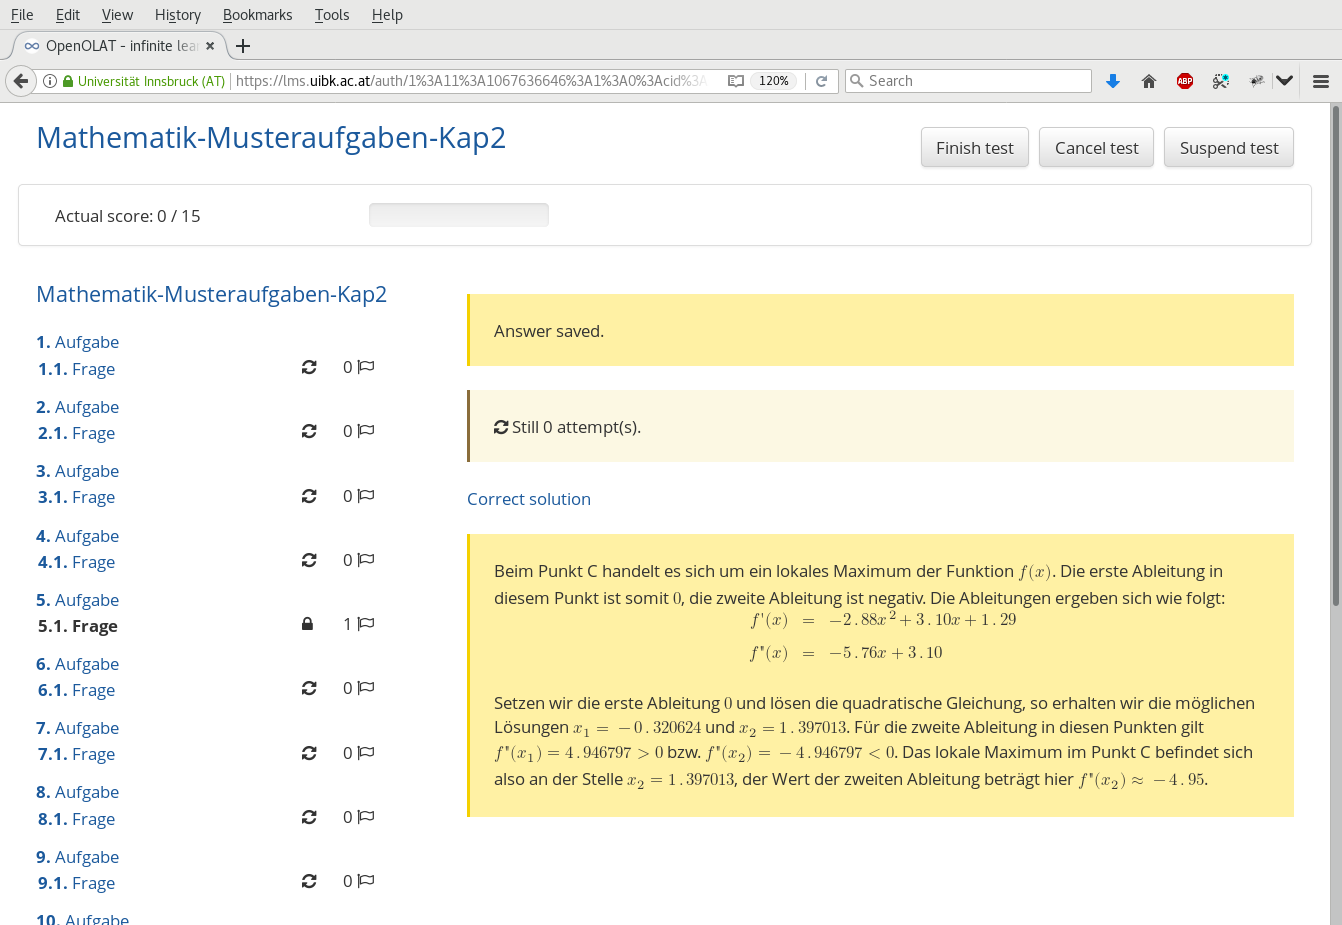 File Edit View History Bookmarks Tools Help
OpenOLAT - infinite lea
Universität Innsbruck (AT) https://lms.uibk.ac.at/auth/1%3A11%3A1067636646%3A1%3A0%3Acid%3A 120% Search ABP
Mathematik-Musteraufgaben-Kap2
Finish test Cancel test Suspend test
Actual score: 0 / 15
Mathematik-Musteraufgaben-Kap2
1. Aufgabe
1.1. Frage 0
2. Aufgabe
2.1. Frage 0
3. Aufgabe
3.1. Frage 0
4. Aufgabe
4.1. Frage 0
5. Aufgabe
5.1. Frage 1
6. Aufgabe
6.1. Frage 0
7. Aufgabe
7.1. Frage 0
8. Aufgabe
8.1. Frage 0
9. Aufgabe
9.1. Frage 0
10. Aufgabe
Answer saved.
Still 0 attempt(s).
Correct solution
Beim Punkt C handelt es sich um ein lokales Maximum der Funktion f(x). Die erste Ableitung in
diesem Punkt ist somit 0, die zweite Ableitung ist negativ. Die Ableitungen ergeben sich wie folgt:
f'(x) = −2.88x² + 3.10x + 1.29
f"(x) = −5.76x + 3.10
Setzen wir die erste Ableitung 0 und lösen die quadratische Gleichung, so erhalten wir die möglichen
Lösungen x₁ = −0.320624 und x₂ = 1.397013. Für die zweite Ableitung in diesen Punkten gilt
f"(x₁) = 4.946797 > 0 bzw. f"(x₂) = −4.946797 < 0. Das lokale Maximum im Punkt C befindet sich
also an der Stelle x₂ = 1.397013, der Wert der zweiten Ableitung beträgt hier f"(x₂) ≈ −4.95.